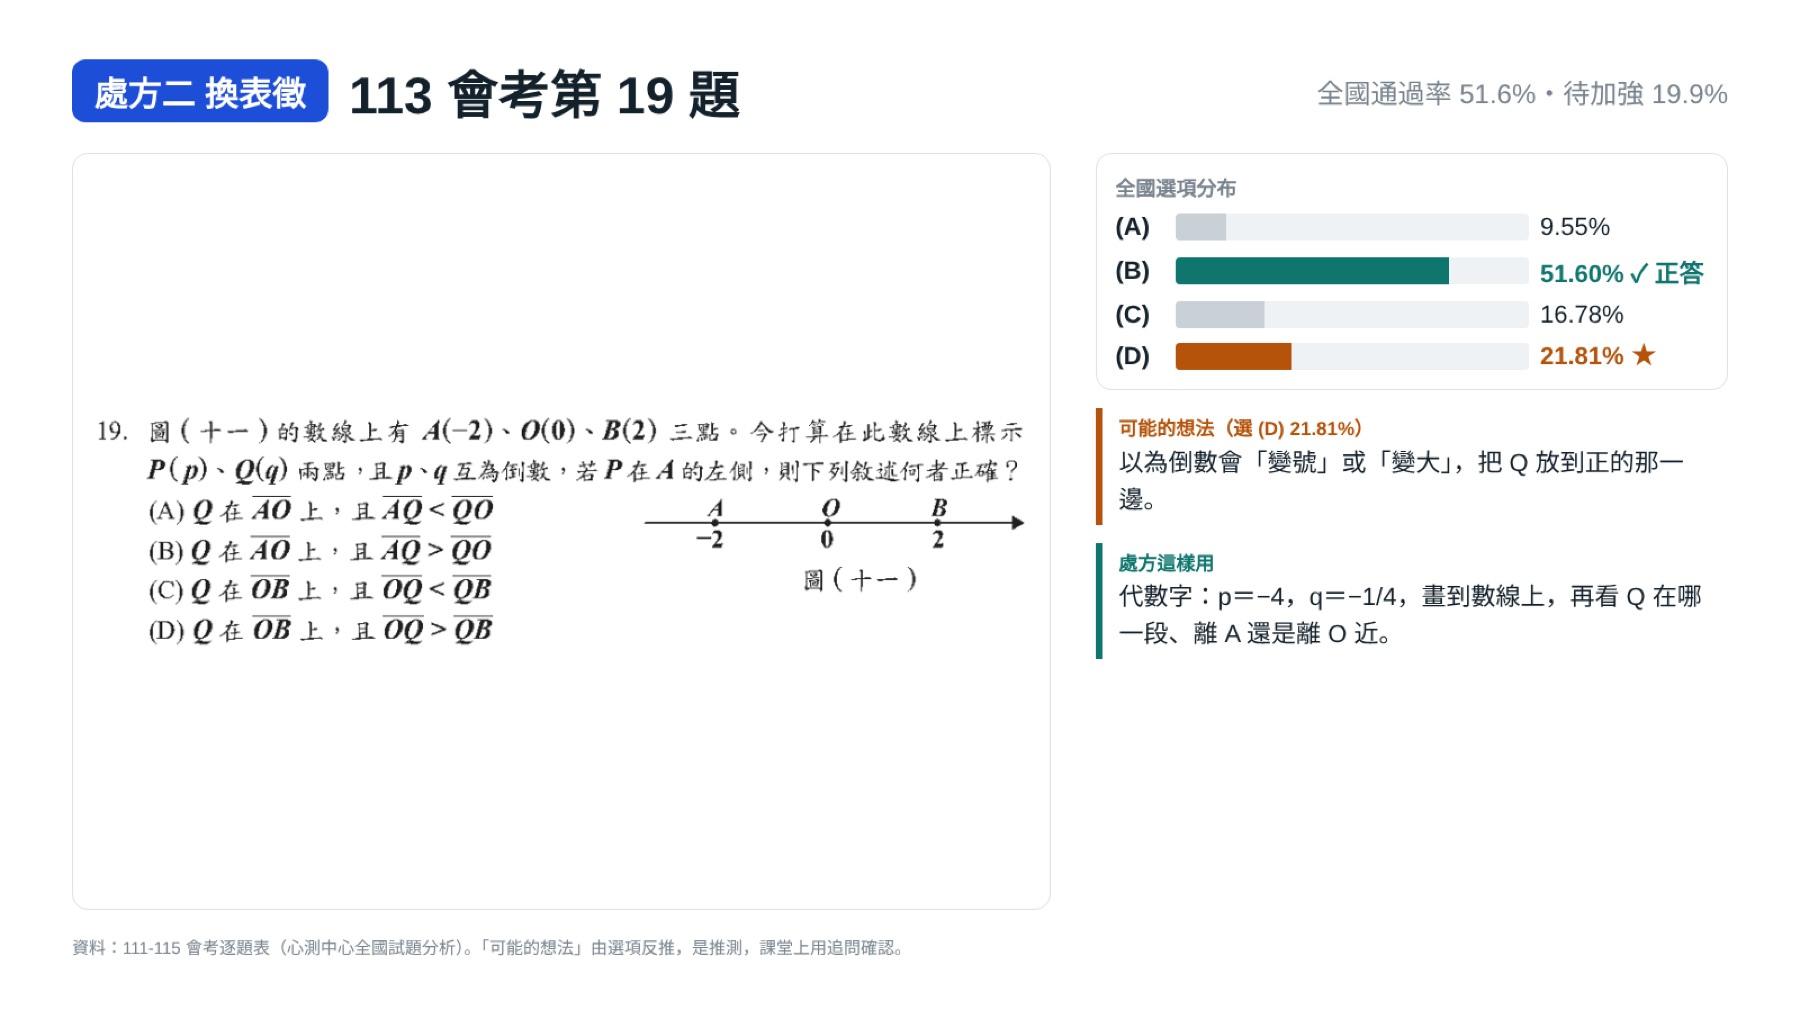 處方二 換表徵
113 會考第 19 題
全國通過率 51.6%・待加強 19.9%
19. 圖(十一)的數線上有 A(−2)、O(0)、B(2) 三點。今打算在此數線上標示
P(p)、Q(q) 兩點，且 p、q 互為倒數，若 P 在 A 的左側，則下列敘述何者正確？
(A) Q 在 AO 上，且 AQ < QO
(B) Q 在 AO 上，且 AQ > QO
(C) Q 在 OB 上，且 OQ < QB
(D) Q 在 OB 上，且 OQ > QB
A O B
−2 0 2
圖(十一)
全國選項分布
(A) 9.55%
(B) 51.60% ✓ 正答
(C) 16.78%
(D) 21.81% ★
可能的想法（選 (D) 21.81%）
以為倒數會「變號」或「變大」，把 Q 放到正的那一
邊。
處方這樣用
代數字：p＝−4，q＝−1/4，畫到數線上，再看 Q 在哪
一段、離 A 還是離 O 近。
資料：111-115 會考逐題表（心測中心全國試題分析）。「可能的想法」由選項反推，是推測，課堂上用追問確認。